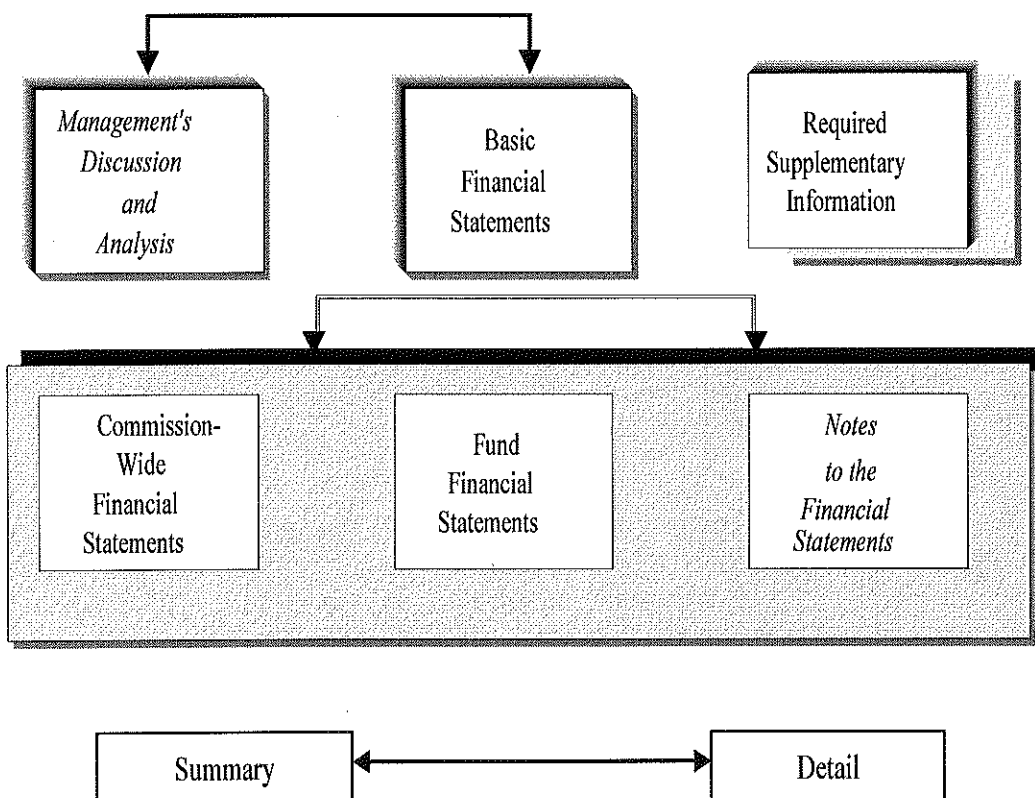 Management's
Discussion
and
Analysis
Basic
Financial
Statements
Required
Supplementary
Information
Commission-
Wide
Financial
Statements
Fund
Financial
Statements
Notes
to the
Financial
Statements
Summary
Detail